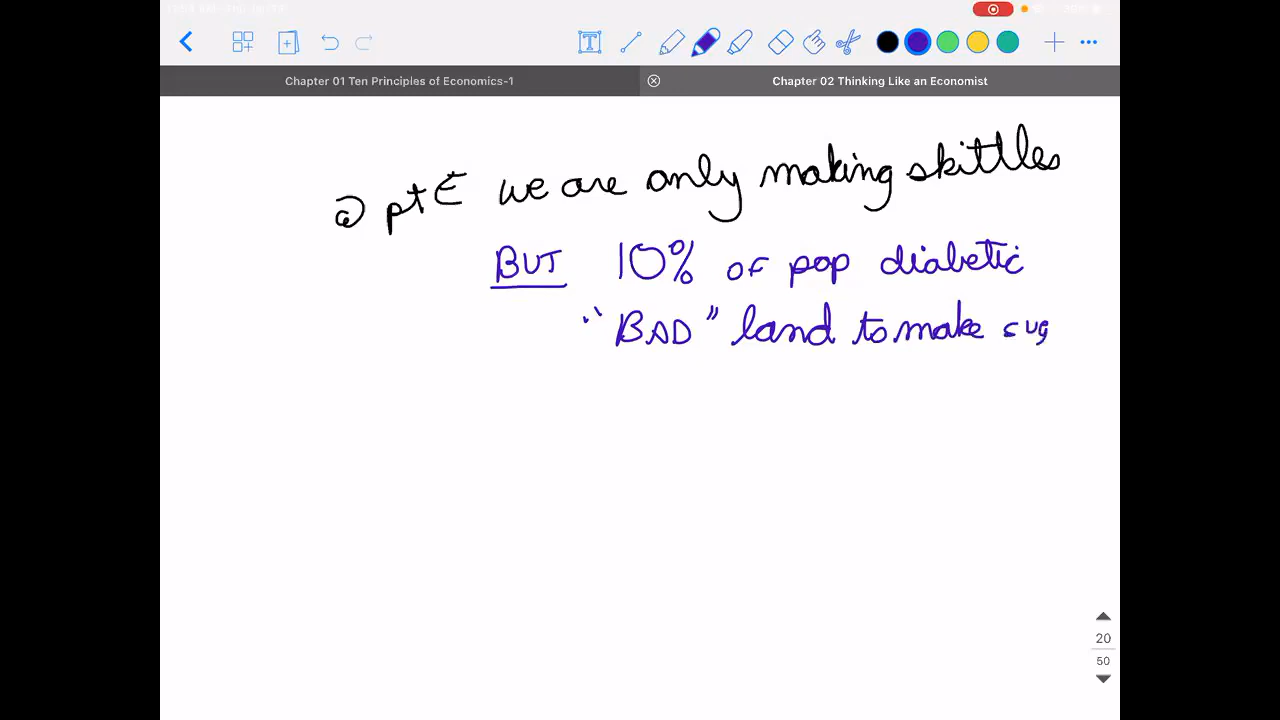 Chapter 01 Ten Principles of Economics-1
Chapter 02 Thinking Like an Economist
@ pt E we are only making skittles
BUT 10% of pop diabetic
"BAD" land to make sug
20
50